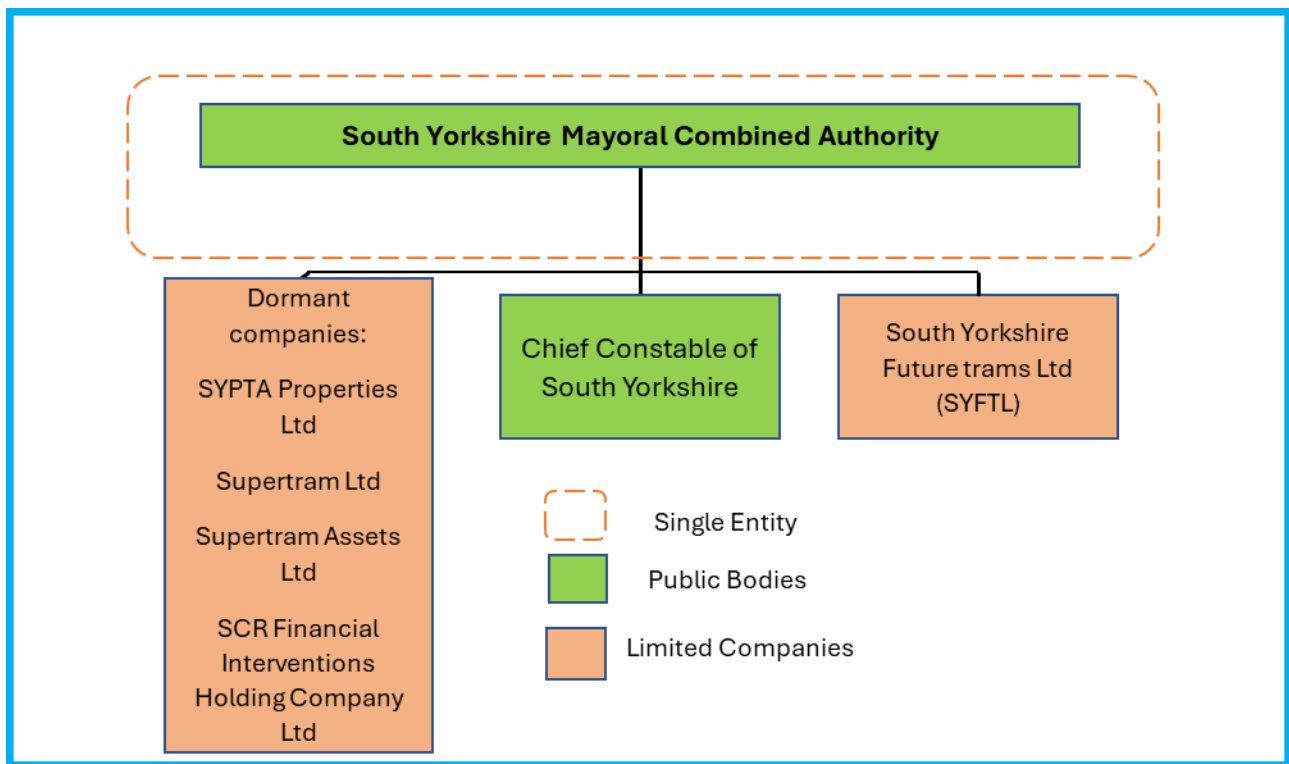 South Yorkshire Mayoral Combined Authority
Dormant
companies:
SYPTA Properties
Ltd
Supertram Ltd
Supertram Assets
Ltd
SCR Financial
Interventions
Holding Company
Ltd
Chief Constable of
South Yorkshire
South Yorkshire
Future trams Ltd
(SYFTL)
Single Entity
Public Bodies
Limited Companies